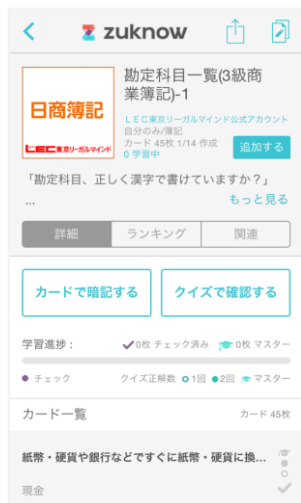 zuknow
日商簿記
LEC東京リーガルマインド
勘定科目一覧(3級商
業簿記)-1
LEC東京リーガルマインド公式アカウント
自分のみ/簿記
カード 45枚 1/14 作成
0 学習中
追加する
「勘定科目、正しく漢字で書けていますか？」
...
もっと見る
詳細
ランキング
関連
カードで暗記する
クイズで確認する
学習進捗：
0枚 チェック済み
0枚 マスター
チェック
クイズ正解数
1回
2回
マスター
カード一覧
カード 45枚
紙幣・硬貨や銀行などですぐに紙幣・硬貨に換...
現金